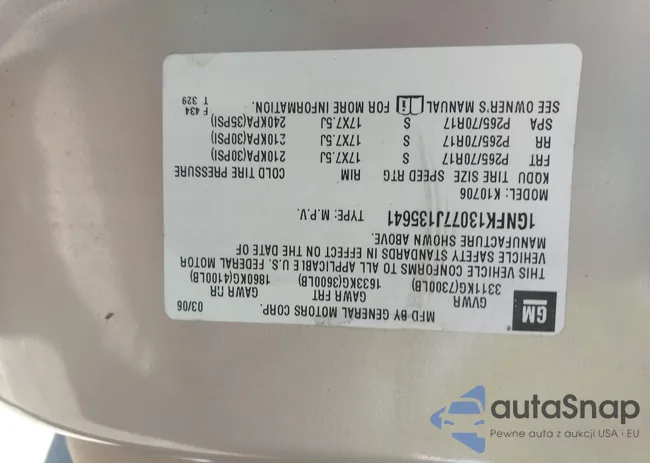 GM
MFD BY GENERAL MOTORS CORP.
03/06
GVWR GAWR FRT GAWR RR
3311KG(7300LB) 1633KG(3600LB) 1860KG(4100LB)
THIS VEHICLE CONFORMS TO ALL APPLICABLE U.S. FEDERAL MOTOR
VEHICLE SAFETY STANDARDS IN EFFECT ON THE DATE OF
MANUFACTURE SHOWN ABOVE.
1GNFK13077J135641 TYPE: M.P.V.
MODEL: K10706
KQDU TIRE SIZE SPEED RTG RIM COLD TIRE PRESSURE
FRT P265/70R17 S 17X7.5J 210KPA(30PSI)
RR P265/70R17 S 17X7.5J 210KPA(30PSI)
SPA P265/70R17 S 17X7.5J 240KPA(35PSI)
SEE OWNER'S MANUAL FOR MORE INFORMATION.
F 434
T 329
autaSnap
Pewne auta z aukcji USA i EU